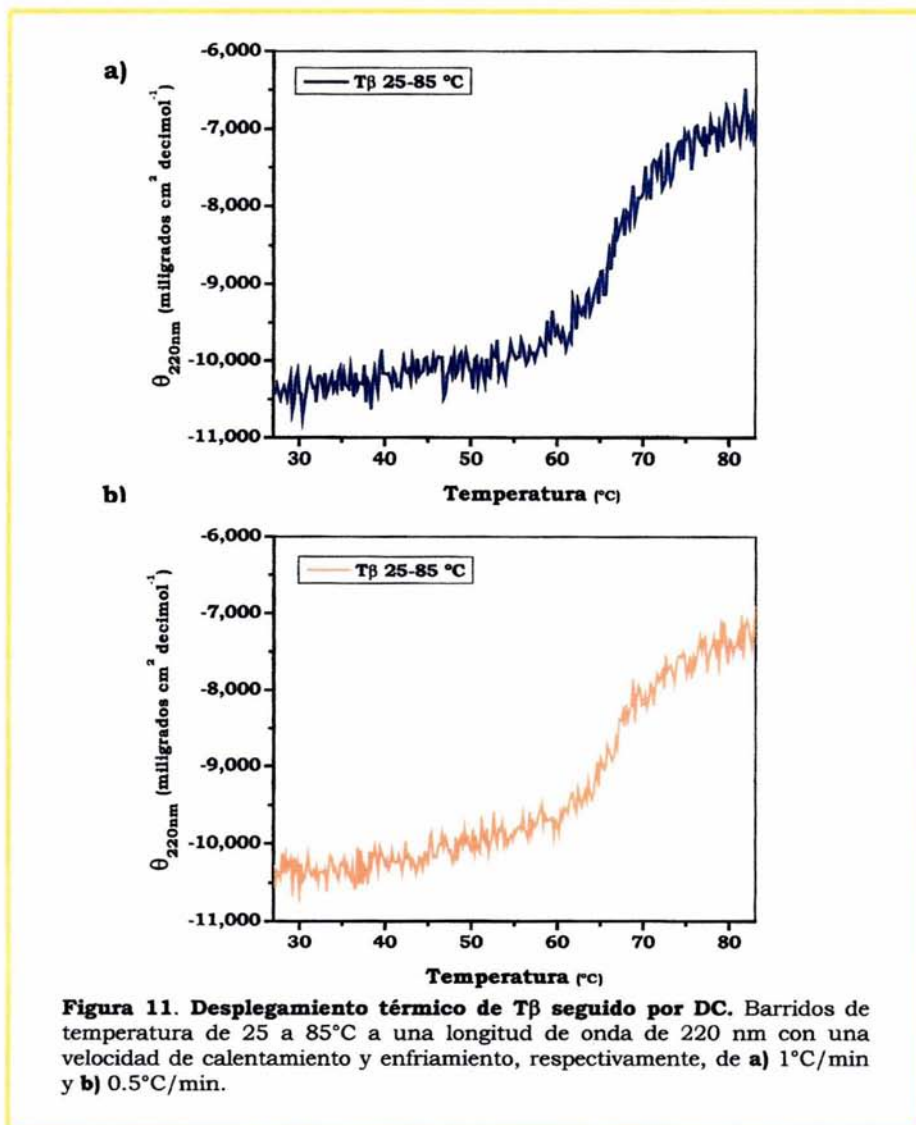 a)
-6,000
-7,000
-8,000
-9,000
-10,000
-11,000
θ220nm (miligrados cm² decimol⁻¹)
Tβ 25-85 ºC
30 40 50 60 70 80
Temperatura (ºC)
b)
-6,000
-7,000
-8,000
-9,000
-10,000
-11,000
θ220nm (miligrados cm² decimol⁻¹)
Tβ 25-85 ºC
30 40 50 60 70 80
Temperatura (ºC)
Figura 11. Desplegamiento térmico de Tβ seguido por DC. Barridos de
temperatura de 25 a 85°C a una longitud de onda de 220 nm con una
velocidad de calentamiento y enfriamiento, respectivamente, de a) 1°C/min
y b) 0.5°C/min.